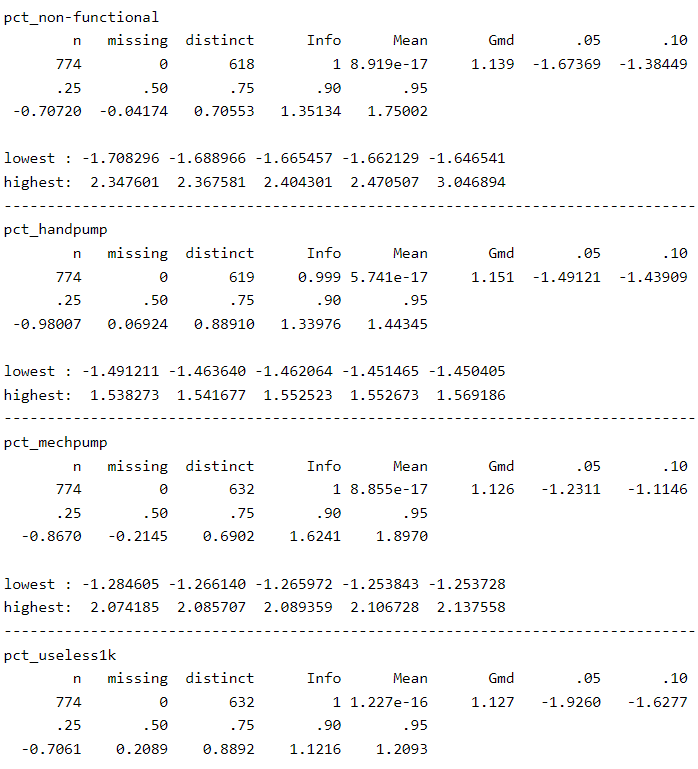 pct_non-functional
n missing distinct Info Mean Gmd .05 .10
774 0 618 1 8.919e-17 1.139 -1.67369 -1.38449
.25 .50 .75 .90 .95
-0.70720 -0.04174 0.70553 1.35134 1.75002
lowest : -1.708296 -1.688966 -1.665457 -1.662129 -1.646541
highest: 2.347601 2.367581 2.404301 2.470507 3.046894
--------------------------------------------------------------------------------
pct_handpump
n missing distinct Info Mean Gmd .05 .10
774 0 619 0.999 5.741e-17 1.151 -1.49121 -1.43909
.25 .50 .75 .90 .95
-0.98007 0.06924 0.88910 1.33976 1.44345
lowest : -1.491211 -1.463640 -1.462064 -1.451465 -1.450405
highest: 1.538273 1.541677 1.552523 1.552673 1.569186
--------------------------------------------------------------------------------
pct_mechpump
n missing distinct Info Mean Gmd .05 .10
774 0 632 1 8.855e-17 1.126 -1.2311 -1.1146
.25 .50 .75 .90 .95
-0.8670 -0.2145 0.6902 1.6241 1.8970
lowest : -1.284605 -1.266140 -1.265972 -1.253843 -1.253728
highest: 2.074185 2.085707 2.089359 2.106728 2.137558
--------------------------------------------------------------------------------
pct_useless1k
n missing distinct Info Mean Gmd .05 .10
774 0 632 1 1.227e-16 1.127 -1.9260 -1.6277
.25 .50 .75 .90 .95
-0.7061 0.2089 0.8892 1.1216 1.2093